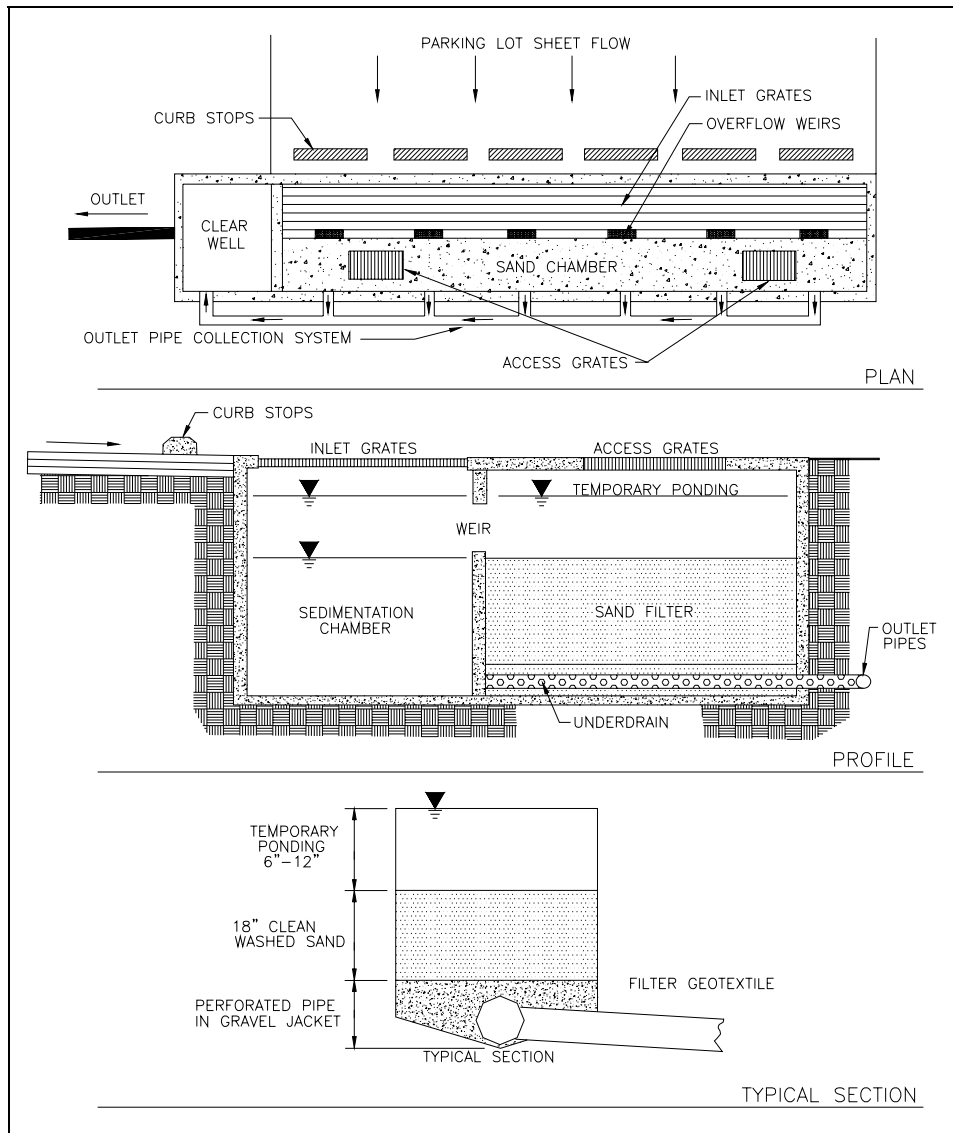 PARKING LOT SHEET FLOW
INLET GRATES
CURB STOPS
OVERFLOW WEIRS
OUTLET
CLEAR
WELL
SAND CHAMBER
OUTLET PIPE COLLECTION SYSTEM
ACCESS GRATES
PLAN
CURB STOPS
INLET GRATES
ACCESS GRATES
TEMPORARY PONDING
WEIR
SEDIMENTATION
CHAMBER
SAND FILTER
OUTLET
PIPES
UNDERDRAIN
PROFILE
TEMPORARY
PONDING
6"-12"
18" CLEAN
WASHED SAND
FILTER GEOTEXTILE
PERFORATED PIPE
IN GRAVEL JACKET
TYPICAL SECTION
TYPICAL SECTION